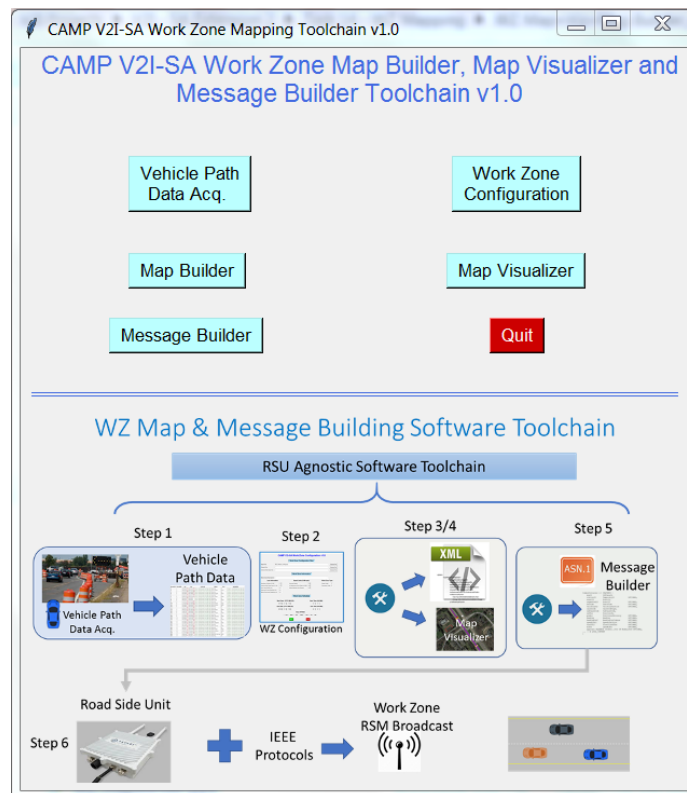 CAMP V2I-SA Work Zone Mapping Toolchain v1.0
CAMP V2I-SA Work Zone Map Builder, Map Visualizer and
Message Builder Toolchain v1.0
Vehicle Path
Data Acq.
Work Zone
Configuration
Map Builder
Map Visualizer
Message Builder
Quit
WZ Map & Message Building Software Toolchain
RSU Agnostic Software Toolchain
Step 1
Step 2
Step 3/4
Step 5
Vehicle
Path Data
Vehicle Path
Data Acq.
WZ Configuration
XML
</>
Map
Visualizer
ASN.1
Message
Builder
Road Side Unit
Step 6
IEEE
Protocols
Work Zone
RSM Broadcast